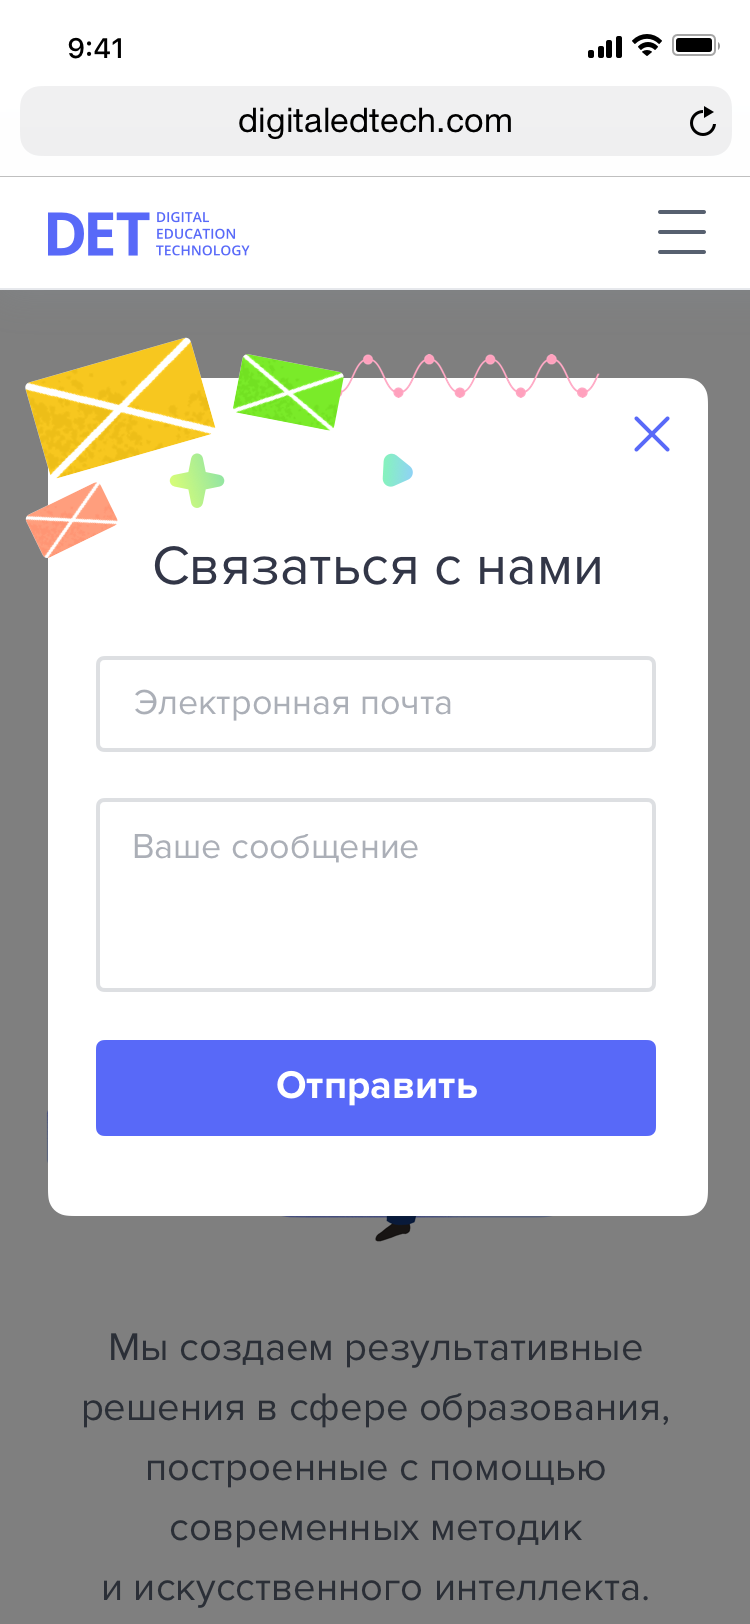 9:41
digitaledtech.com
DET
DIGITAL
EDUCATION
TECHNOLOGY
Связаться с нами
Электронная почта
Ваше сообщение
Отправить
Мы создаем результативные
решения в сфере образования,
построенные с помощью
современных методик
и искусственного интеллекта.